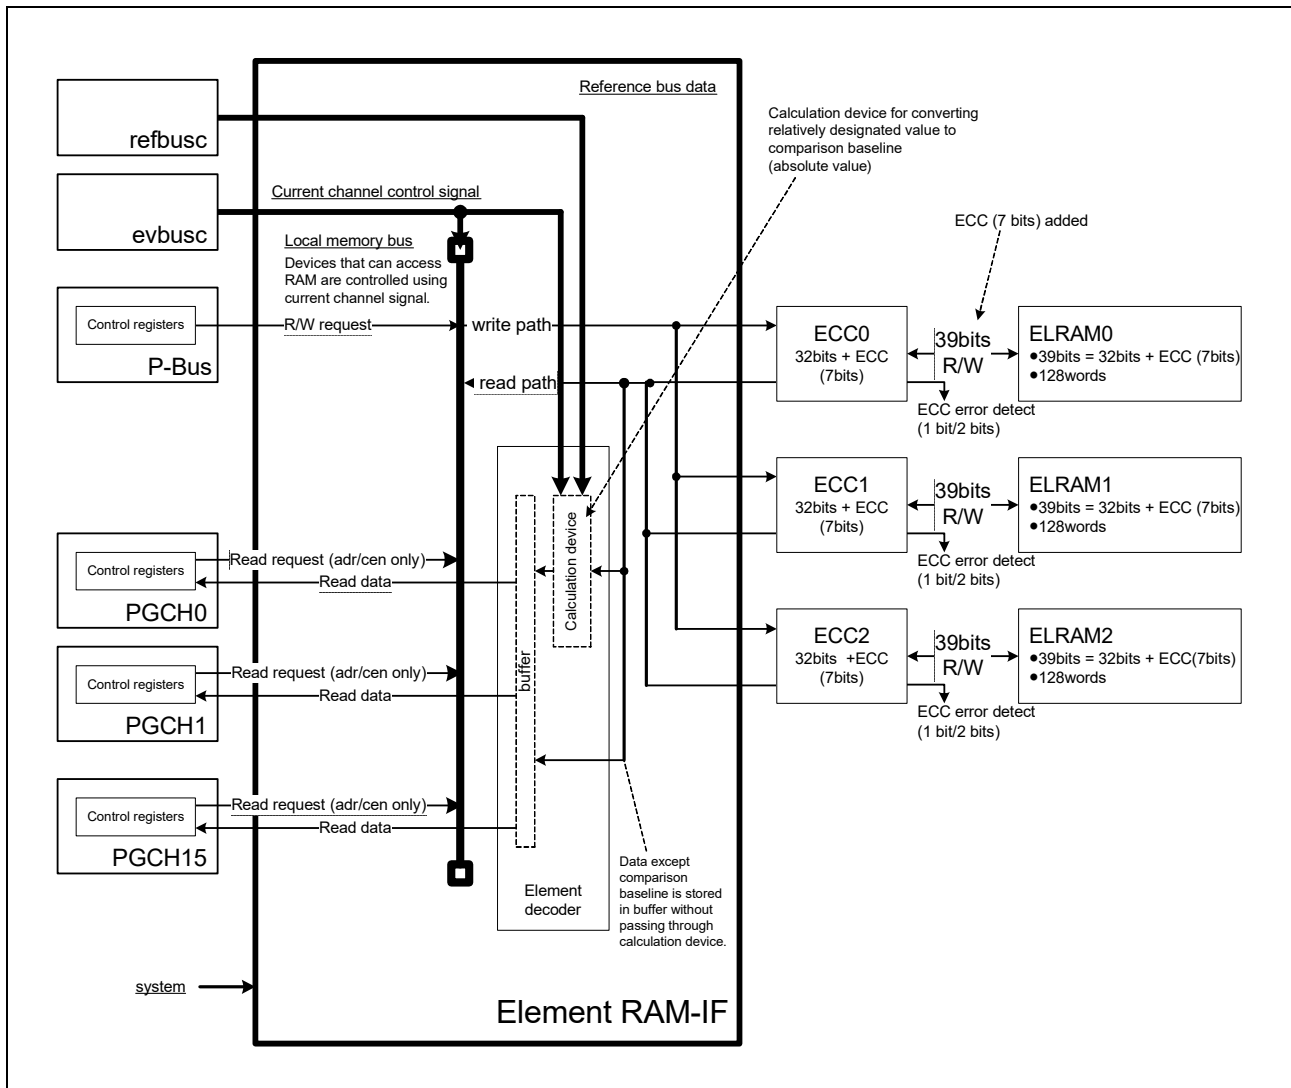 Reference bus data
refbusc
Calculation device for converting
relatively designated value to
comparison baseline
(absolute value)
Current channel control signal
evbusc
ECC (7 bits) added
Local memory bus
Devices that can access
RAM are controlled using
current channel signal.
Control registers
P-Bus
R/W request
write path
read path
ECC0
32bits + ECC
(7bits)
39bits
R/W
ELRAM0
●39bits = 32bits + ECC (7bits)
●128words
ECC error detect
(1 bit/2 bits)
ECC1
32bits + ECC
(7bits)
39bits
R/W
ELRAM1
●39bits = 32bits + ECC (7bits)
●128words
ECC error detect
(1 bit/2 bits)
Control registers
PGCH0
Read request (adr/cen only)
Read data
Calculation device
buffer
ECC2
32bits +ECC
(7bits)
39bits
R/W
ELRAM2
●39bits = 32bits + ECC(7bits)
●128words
ECC error detect
(1 bit/2 bits)
Control registers
PGCH1
Read request (adr/cen only)
Read data
Control registers
PGCH15
Read request (adr/cen only)
Read data
Element
decoder
Data except
comparison
baseline is stored
in buffer without
passing through
calculation device.
system
Element RAM-IF